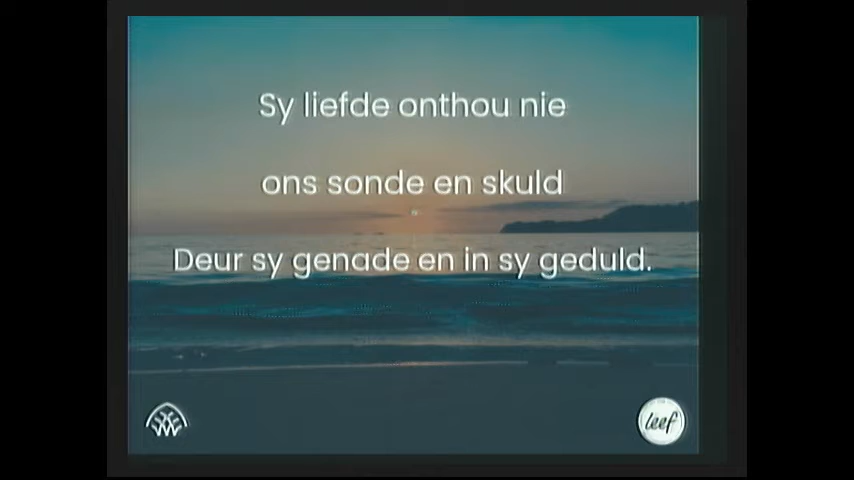 Sy liefde onthou nie
ons sonde en skuld
Deur sy genade en in sy geduld.
leef